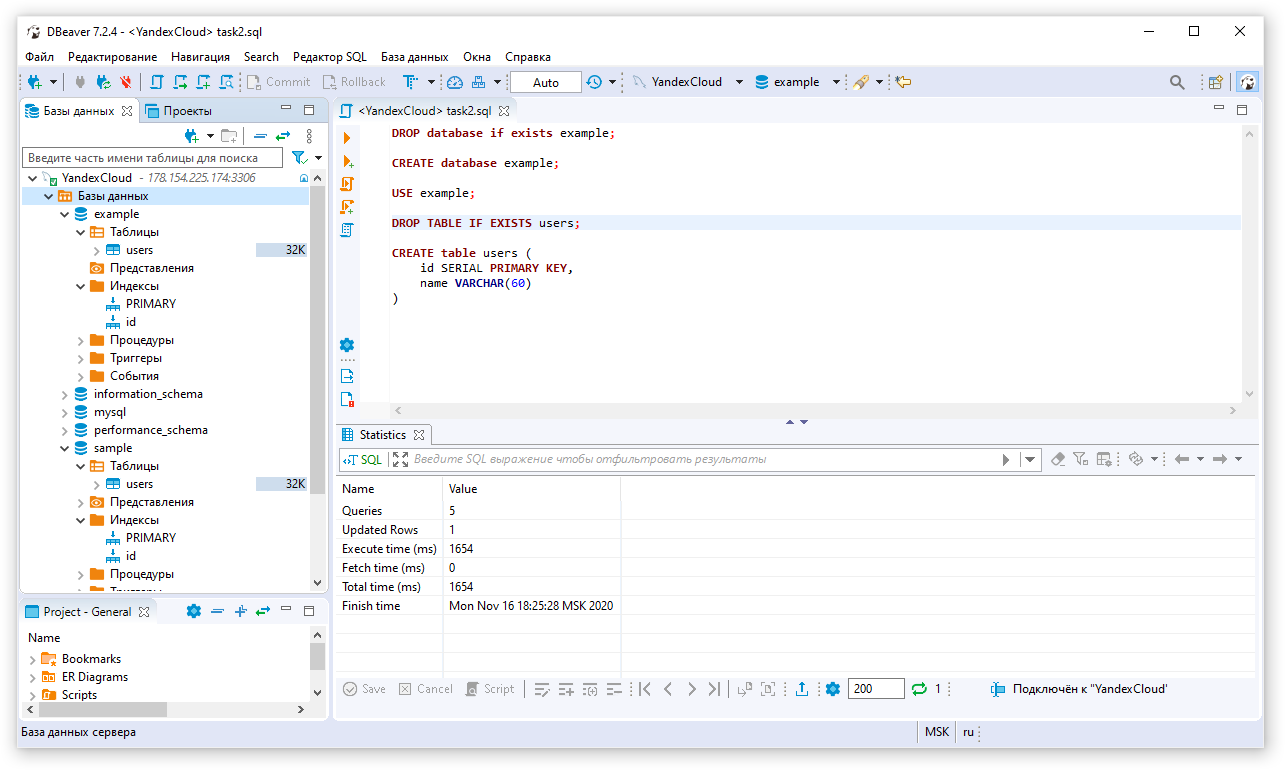 DBeaver 7.2.4 - <YandexCloud> task2.sql
Файл Редактирование Навигация Search Редактор SQL База данных Окна Справка
Commit Rollback Auto YandexCloud example
Базы данных Проекты
Введите часть имени таблицы для поиска
YandexCloud - 178.154.225.174:3306
Базы данных
example
Таблицы
users 32K
Представления
Индексы
PRIMARY
id
Процедуры
Триггеры
События
information_schema
mysql
performance_schema
sample
Таблицы
users 32K
Представления
Индексы
PRIMARY
id
Процедуры
Триггеры
Project - General
Name
Bookmarks
ER Diagrams
Scripts
<YandexCloud> task2.sql
DROP database if exists example;
CREATE database example;
USE example;
DROP TABLE IF EXISTS users;
CREATE table users (
id SERIAL PRIMARY KEY,
name VARCHAR(60)
)
Statistics
SQL Введите SQL выражение чтобы отфильтровать результаты
Name Value
Queries 5
Updated Rows 1
Execute time (ms) 1654
Fetch time (ms) 0
Total time (ms) 1654
Finish time Mon Nov 16 18:25:28 MSK 2020
Save Cancel Script 200 1 Подключён к "YandexCloud"
База данных сервера MSK ru